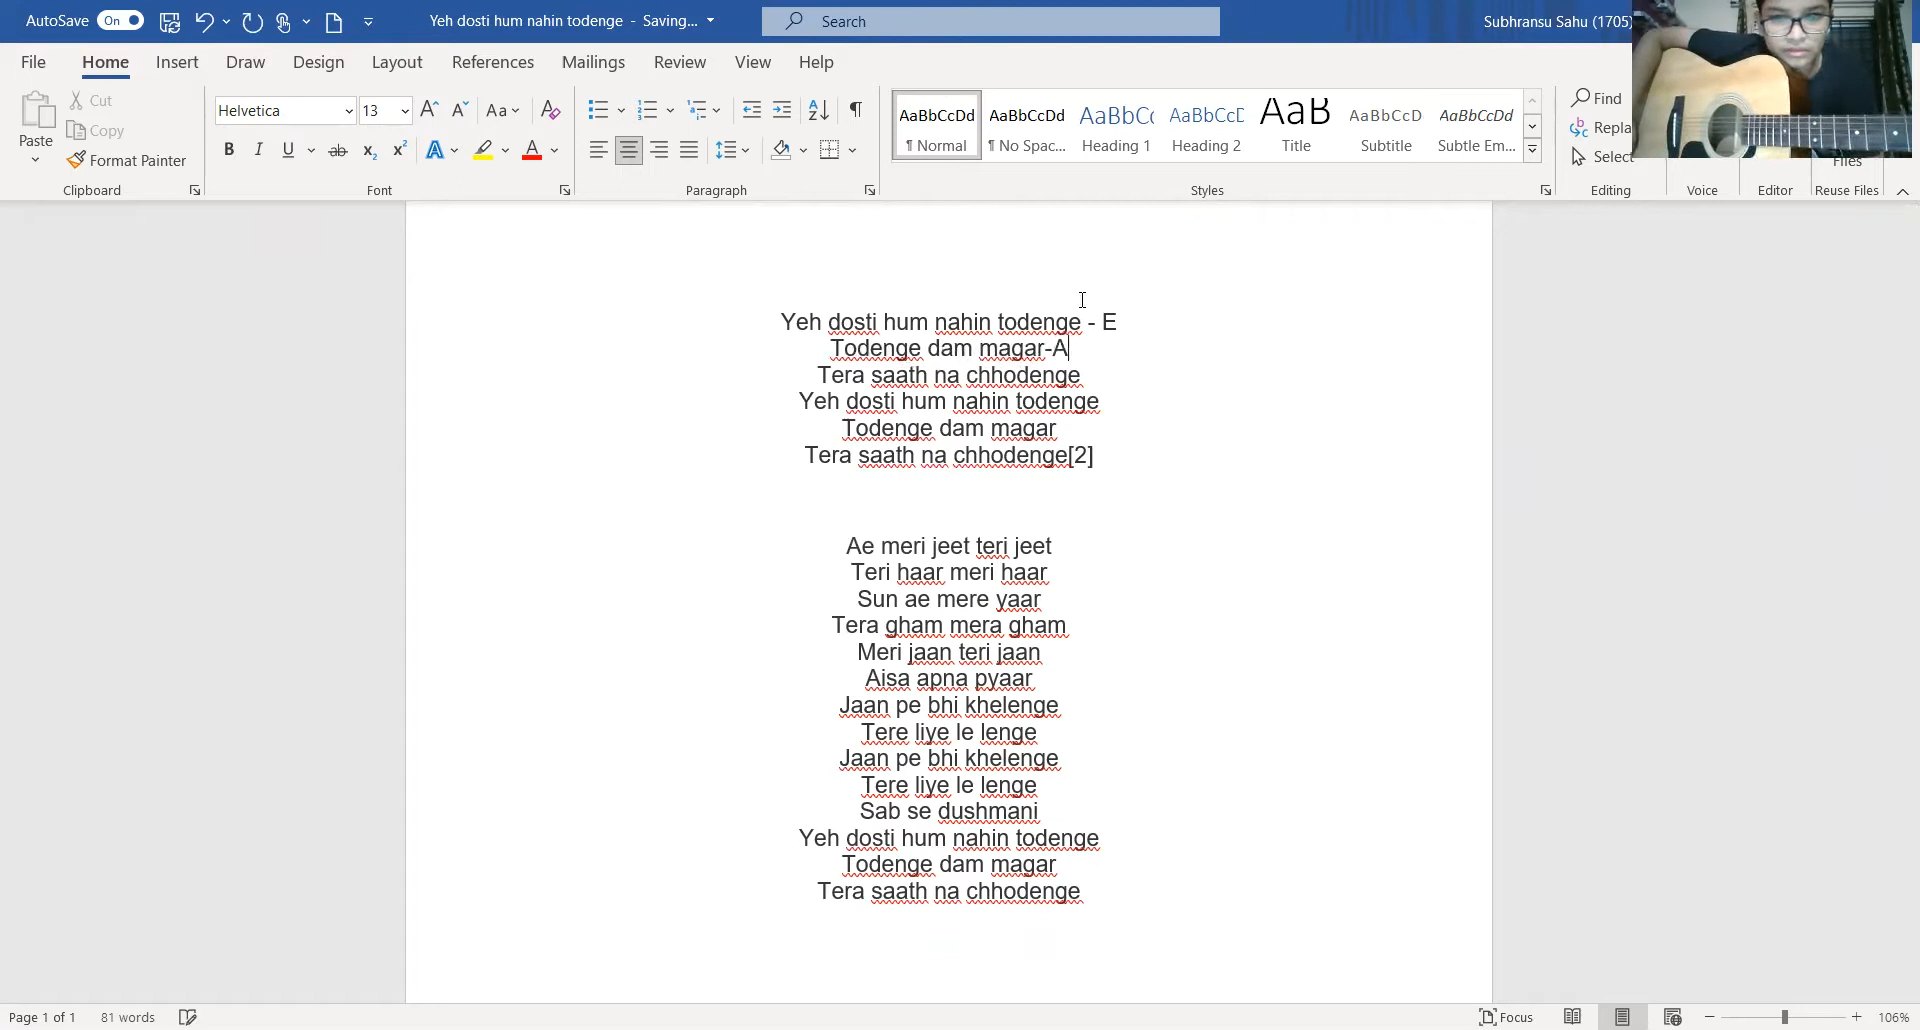 AutoSave On Yeh dosti hum nahin todenge - Saving... Search Subhransu Sahu (1705)
File Home Insert Draw Design Layout References Mailings Review View Help
Paste Cut Copy Format Painter
Helvetica 13 Aa
B I U ab x₂ x² A A
AaBbCcDd AaBbCcDd AaBbCc AaBbCcD AaB AaBbCcD AaBbCcDd
¶ Normal ¶ No Spac... Heading 1 Heading 2 Title Subtitle Subtle Em...
Find
Repla
Select
Files
Clipboard Font Paragraph Styles Editing Voice Editor Reuse Files
Yeh dosti hum nahin todenge - E
Todenge dam magar-A
Tera saath na chhodenge
Yeh dosti hum nahin todenge
Todenge dam magar
Tera saath na chhodenge[2]
Ae meri jeet teri jeet
Teri haar meri haar
Sun ae mere yaar
Tera gham mera gham
Meri jaan teri jaan
Aisa apna pyaar
Jaan pe bhi khelenge
Tere liye le lenge
Jaan pe bhi khelenge
Tere liye le lenge
Sab se dushmani
Yeh dosti hum nahin todenge
Todenge dam magar
Tera saath na chhodenge
Page 1 of 1 81 words Focus 106%